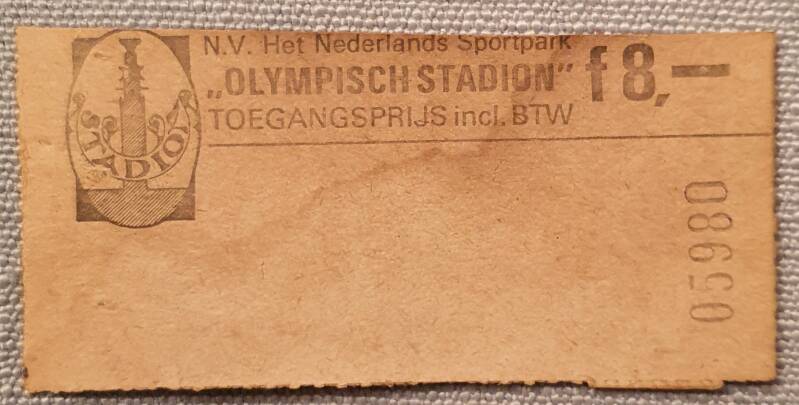 N.V. Het Nederlands Sportpark
„OLYMPISCH STADION” f 8,—
TOEGANGSPRIJS incl. BTW
STADION
05980